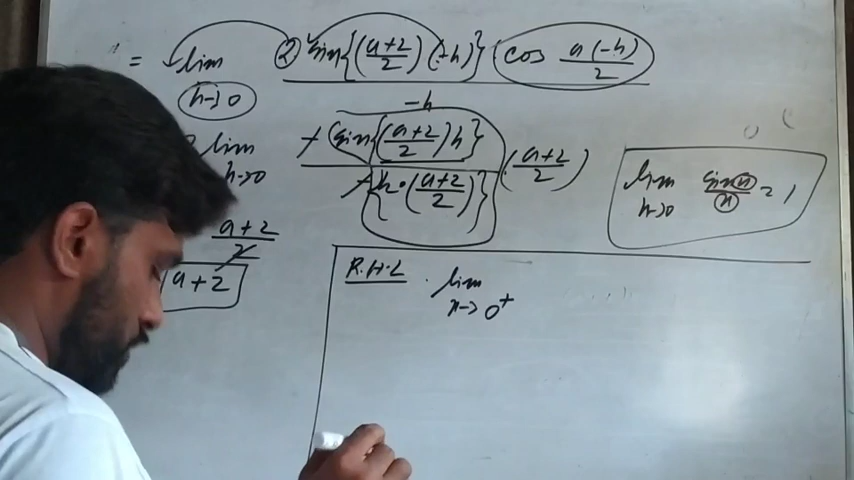 = lim 2 sin{(a+2/2)(-h)} cos a(-h)/2
h→0
-h
lim -(sin{(a+2/2)h} / -{h·(a+2/2)} (a+2/2)
h→0
lim sin x / x = 1
h→0
a+2/2
a+2
R.H.L lim
x→0+